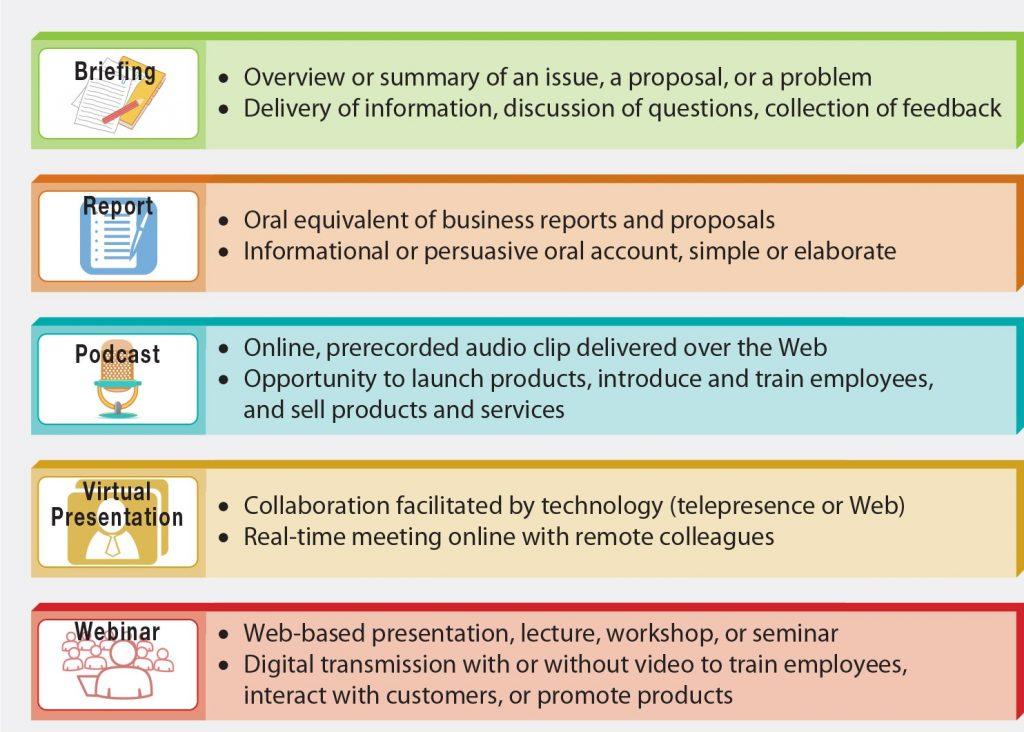 Briefing
• Overview or summary of an issue, a proposal, or a problem
• Delivery of information, discussion of questions, collection of feedback
Report
• Oral equivalent of business reports and proposals
• Informational or persuasive oral account, simple or elaborate
Podcast
• Online, prerecorded audio clip delivered over the Web
• Opportunity to launch products, introduce and train employees,
and sell products and services
Virtual
Presentation
• Collaboration facilitated by technology (telepresence or Web)
• Real-time meeting online with remote colleagues
Webinar
• Web-based presentation, lecture, workshop, or seminar
• Digital transmission with or without video to train employees,
interact with customers, or promote products